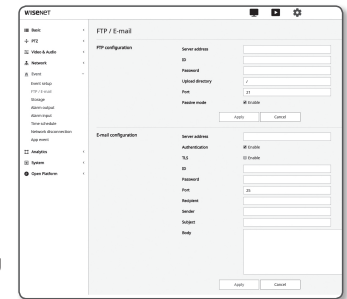 WISENET
Basic
PTZ
Video & Audio
Network
Event
Event setup
FTP / E-mail
Storage
Alarm output
Alarm input
Time schedule
Network disconnection
App event
Analytics
System
Open Platform
FTP / E-mail
FTP configuration
Server address
ID
Password
Upload directory /
Port 21
Passive mode Enable
Apply Cancel
E-mail configuration
Server address
Authentication Enable
TLS Enable
ID
Password
Port 25
Recipient
Sender
Subject
Body
Apply Cancel